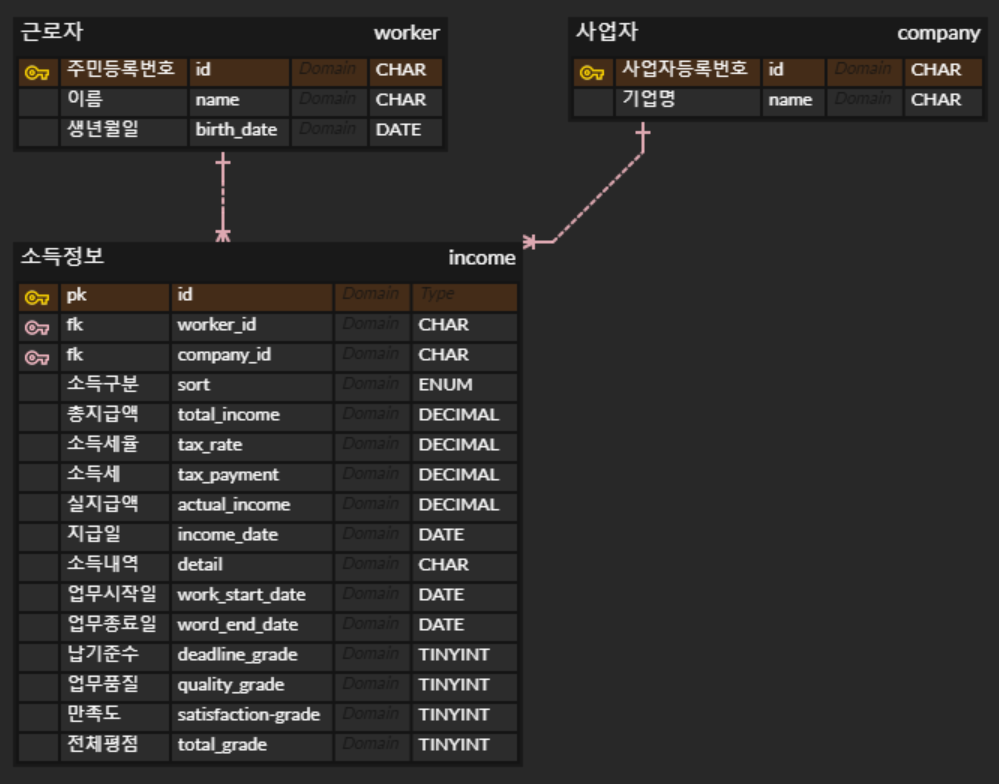 근로자 worker
주민등록번호 id Domain CHAR
이름 name Domain CHAR
생년월일 birth_date Domain DATE
사업자 company
사업자등록번호 id Domain CHAR
기업명 name Domain CHAR
소득정보 income
pk id Domain Type
fk worker_id Domain CHAR
fk company_id Domain CHAR
소득구분 sort Domain ENUM
총지급액 total_income Domain DECIMAL
소득세율 tax_rate Domain DECIMAL
소득세 tax_payment Domain DECIMAL
실지급액 actual_income Domain DECIMAL
지급일 income_date Domain DATE
소득내역 detail Domain CHAR
업무시작일 work_start_date Domain DATE
업무종료일 word_end_date Domain DATE
납기준수 deadline_grade Domain TINYINT
업무품질 quality_grade Domain TINYINT
만족도 satisfaction-grade Domain TINYINT
전체평점 total_grade Domain TINYINT